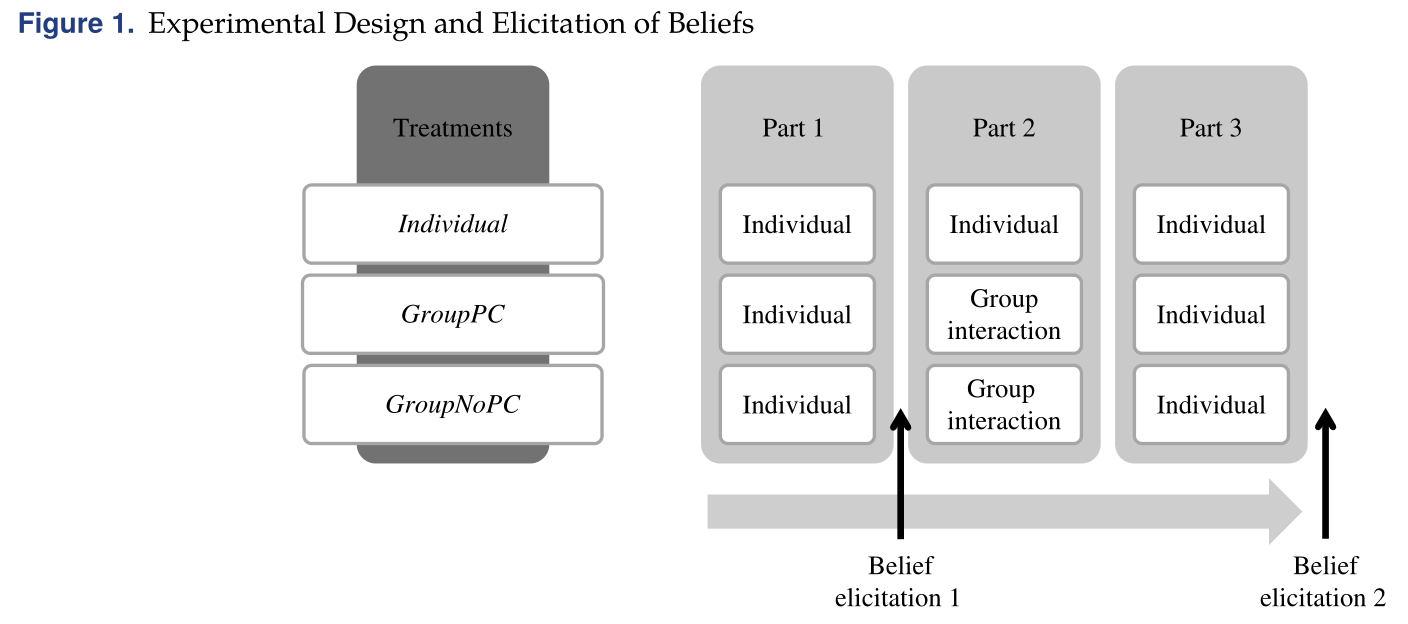 Figure 1. Experimental Design and Elicitation of Beliefs
Treatments
Part 1
Part 2
Part 3
Individual
Individual
Individual
Individual
GroupPC
Individual
Group
interaction
Individual
GroupNoPC
Individual
Group
interaction
Individual
Belief
elicitation 1
Belief
elicitation 2